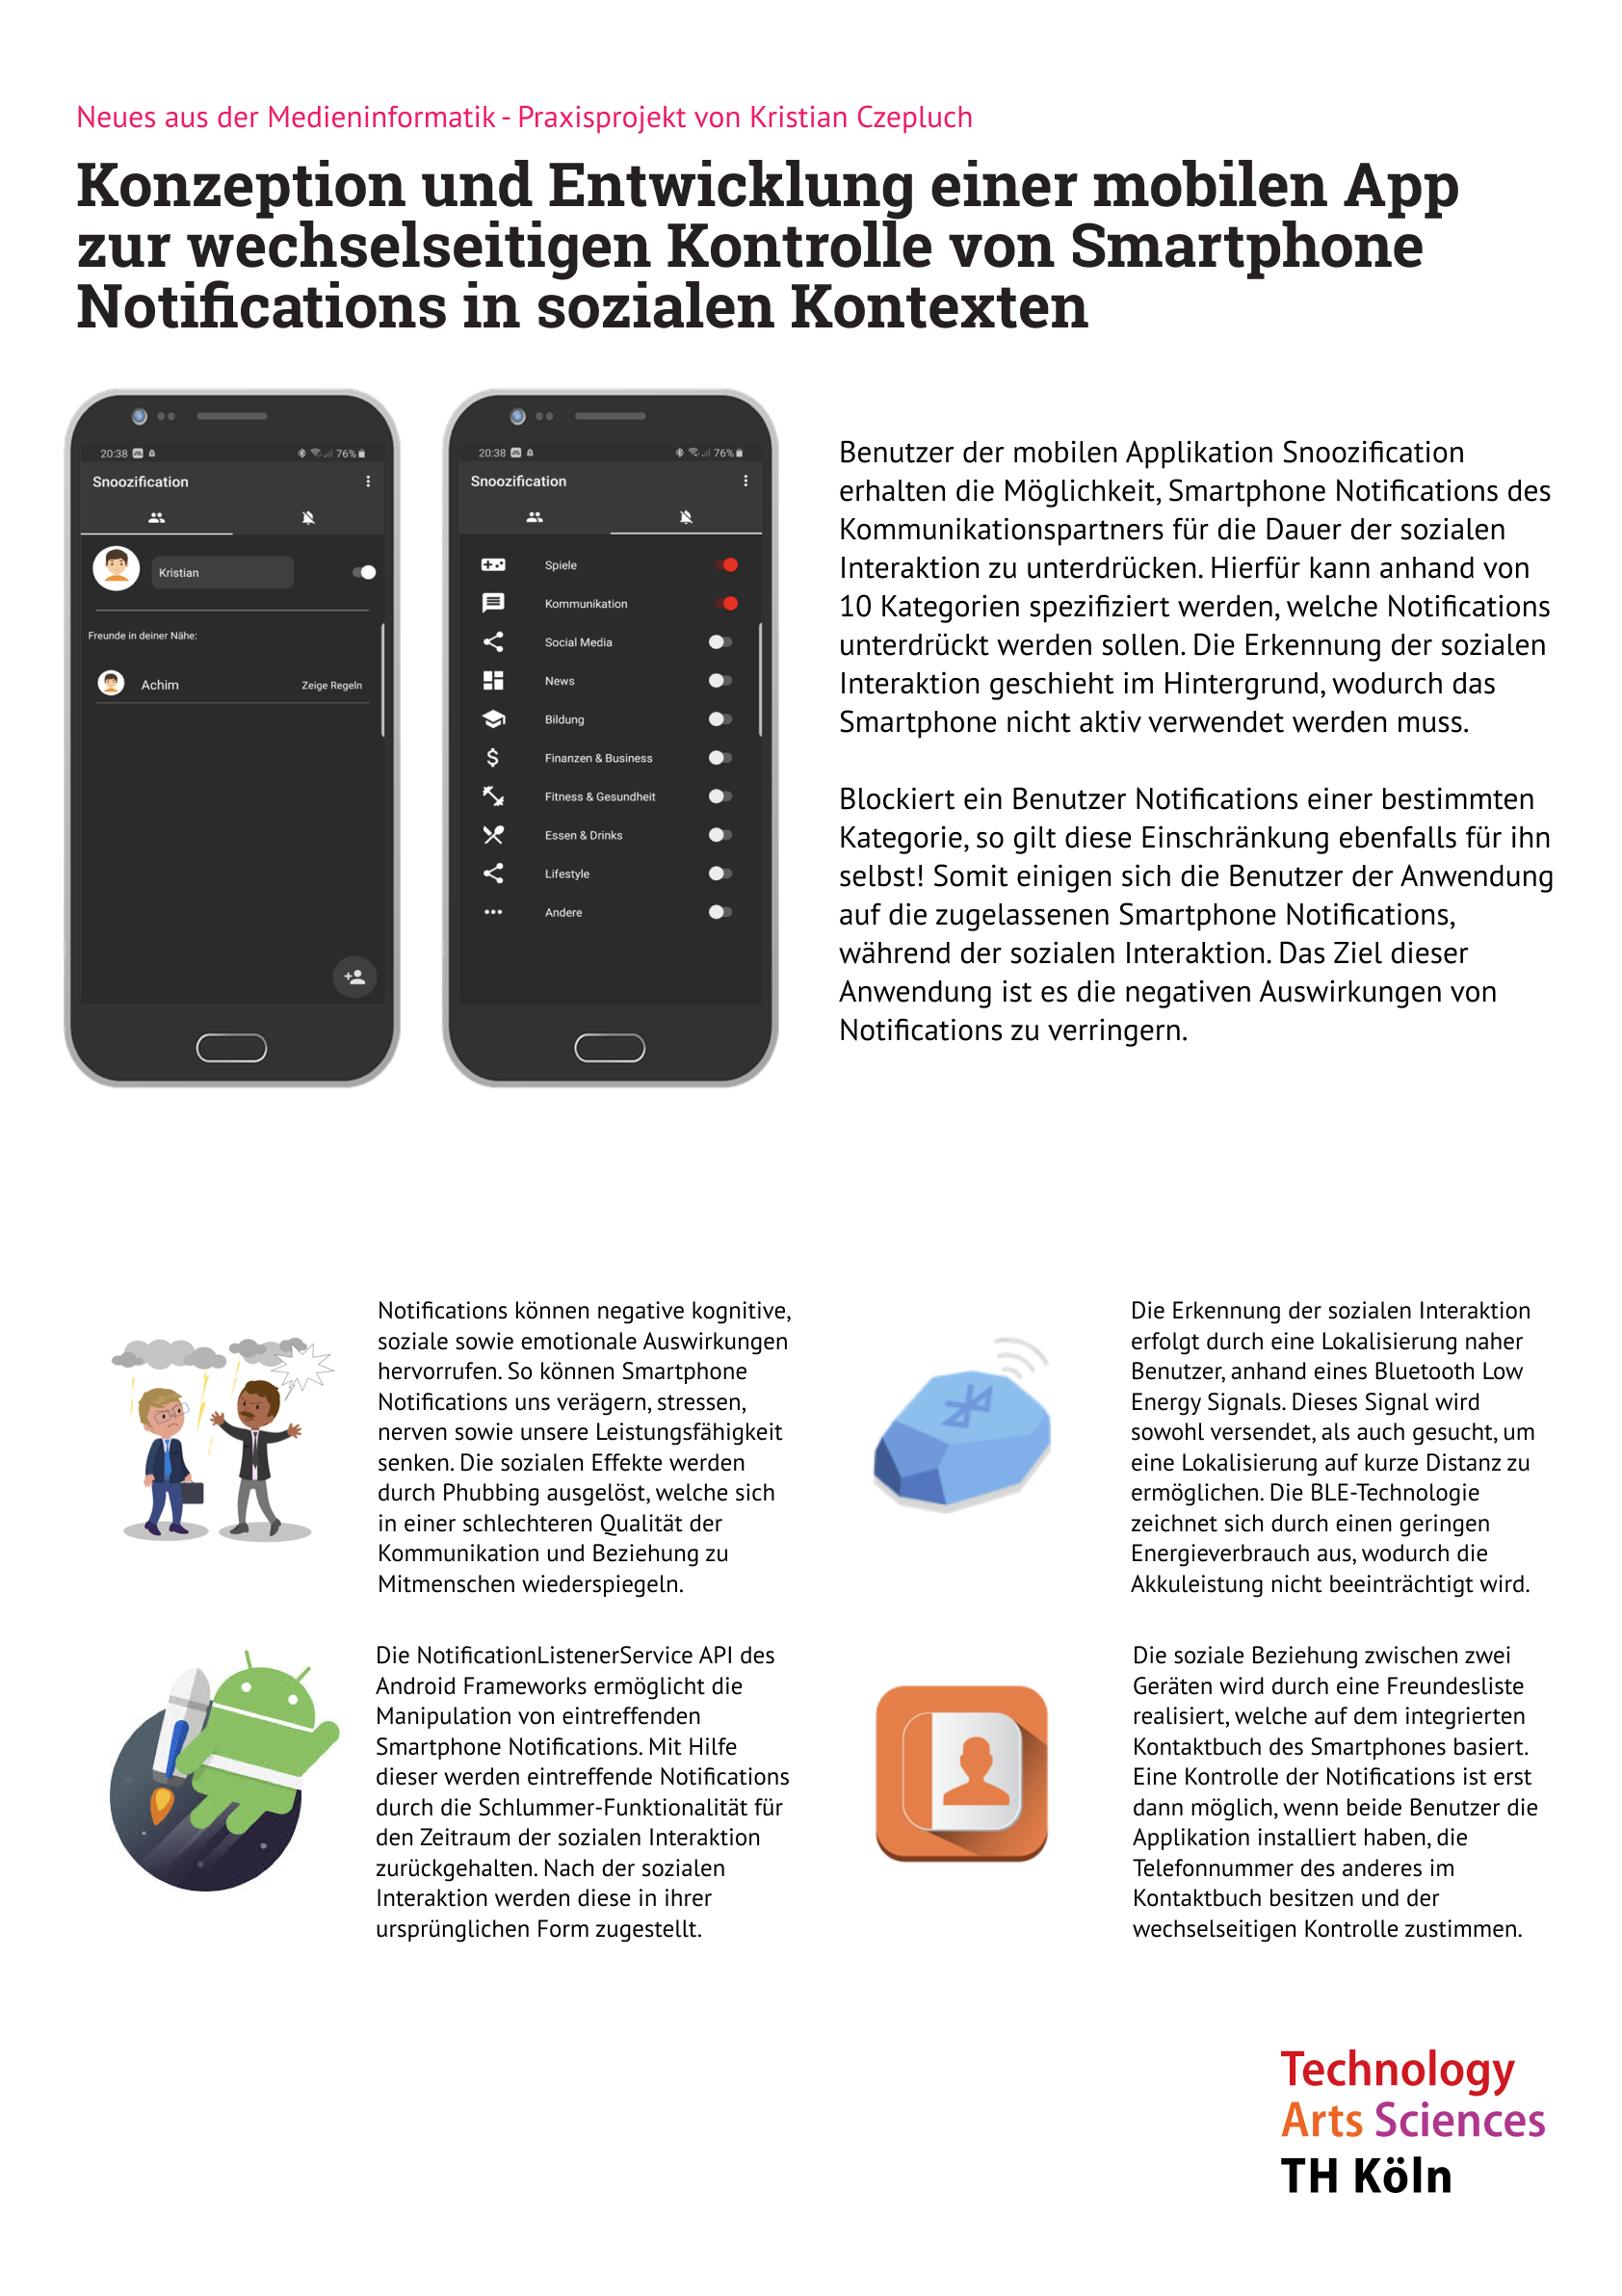 Neues aus der Medieninformatik - Praxisprojekt von Kristian Czepluch
Konzeption und Entwicklung einer mobilen App
zur wechselseitigen Kontrolle von Smartphone
Notifications in sozialen Kontexten
20:38
76%
Snoozification
Kristian
Freunde in deiner Nähe:
Achim
Zeige Regeln
20:38
76%
Snoozification
Spiele
Kommunikation
Social Media
News
Bildung
Finanzen & Business
Fitness & Gesundheit
Essen & Drinks
Lifestyle
Andere
Benutzer der mobilen Applikation Snoozification
erhalten die Möglichkeit, Smartphone Notifications des
Kommunikationspartners für die Dauer der sozialen
Interaktion zu unterdrücken. Hierfür kann anhand von
10 Kategorien spezifiziert werden, welche Notifications
unterdrückt werden sollen. Die Erkennung der sozialen
Interaktion geschieht im Hintergrund, wodurch das
Smartphone nicht aktiv verwendet werden muss.
Blockiert ein Benutzer Notifications einer bestimmten
Kategorie, so gilt diese Einschränkung ebenfalls für ihn
selbst! Somit einigen sich die Benutzer der Anwendung
auf die zugelassenen Smartphone Notifications,
während der sozialen Interaktion. Das Ziel dieser
Anwendung ist es die negativen Auswirkungen von
Notifications zu verringern.
Notifications können negative kognitive,
soziale sowie emotionale Auswirkungen
hervorrufen. So können Smartphone
Notifications uns verägern, stressen,
nerven sowie unsere Leistungsfähigkeit
senken. Die sozialen Effekte werden
durch Phubbing ausgelöst, welche sich
in einer schlechteren Qualität der
Kommunikation und Beziehung zu
Mitmenschen wiederspiegeln.
Die Erkennung der sozialen Interaktion
erfolgt durch eine Lokalisierung naher
Benutzer, anhand eines Bluetooth Low
Energy Signals. Dieses Signal wird
sowohl versendet, als auch gesucht, um
eine Lokalisierung auf kurze Distanz zu
ermöglichen. Die BLE-Technologie
zeichnet sich durch einen geringen
Energieverbrauch aus, wodurch die
Akkuleistung nicht beeinträchtigt wird.
Die NotificationListenerService API des
Android Frameworks ermöglicht die
Manipulation von eintreffenden
Smartphone Notifications. Mit Hilfe
dieser werden eintreffende Notifications
durch die Schlummer-Funktionalität für
den Zeitraum der sozialen Interaktion
zurückgehalten. Nach der sozialen
Interaktion werden diese in ihrer
ursprünglichen Form zugestellt.
Die soziale Beziehung zwischen zwei
Geräten wird durch eine Freundesliste
realisiert, welche auf dem integrierten
Kontaktbuch des Smartphones basiert.
Eine Kontrolle der Notifications ist erst
dann möglich, wenn beide Benutzer die
Applikation installiert haben, die
Telefonnummer des anderes im
Kontaktbuch besitzen und der
wechselseitigen Kontrolle zustimmen.
Technology
Arts Sciences
TH Köln